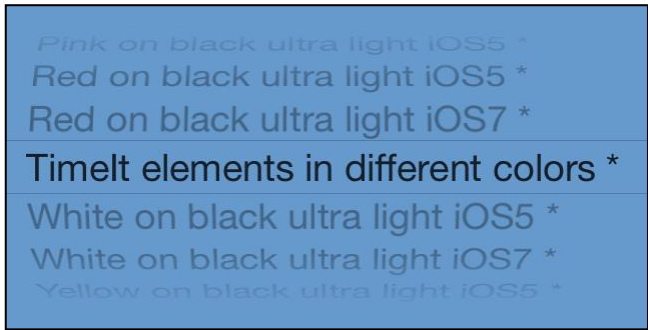 Pink on black ultra light iOS5 *
Red on black ultra light iOS5 *
Red on black ultra light iOS7 *
TimeIt elements in different colors *
White on black ultra light iOS5 *
White on black ultra light iOS7 *
Yellow on black ultra light iOS5 *